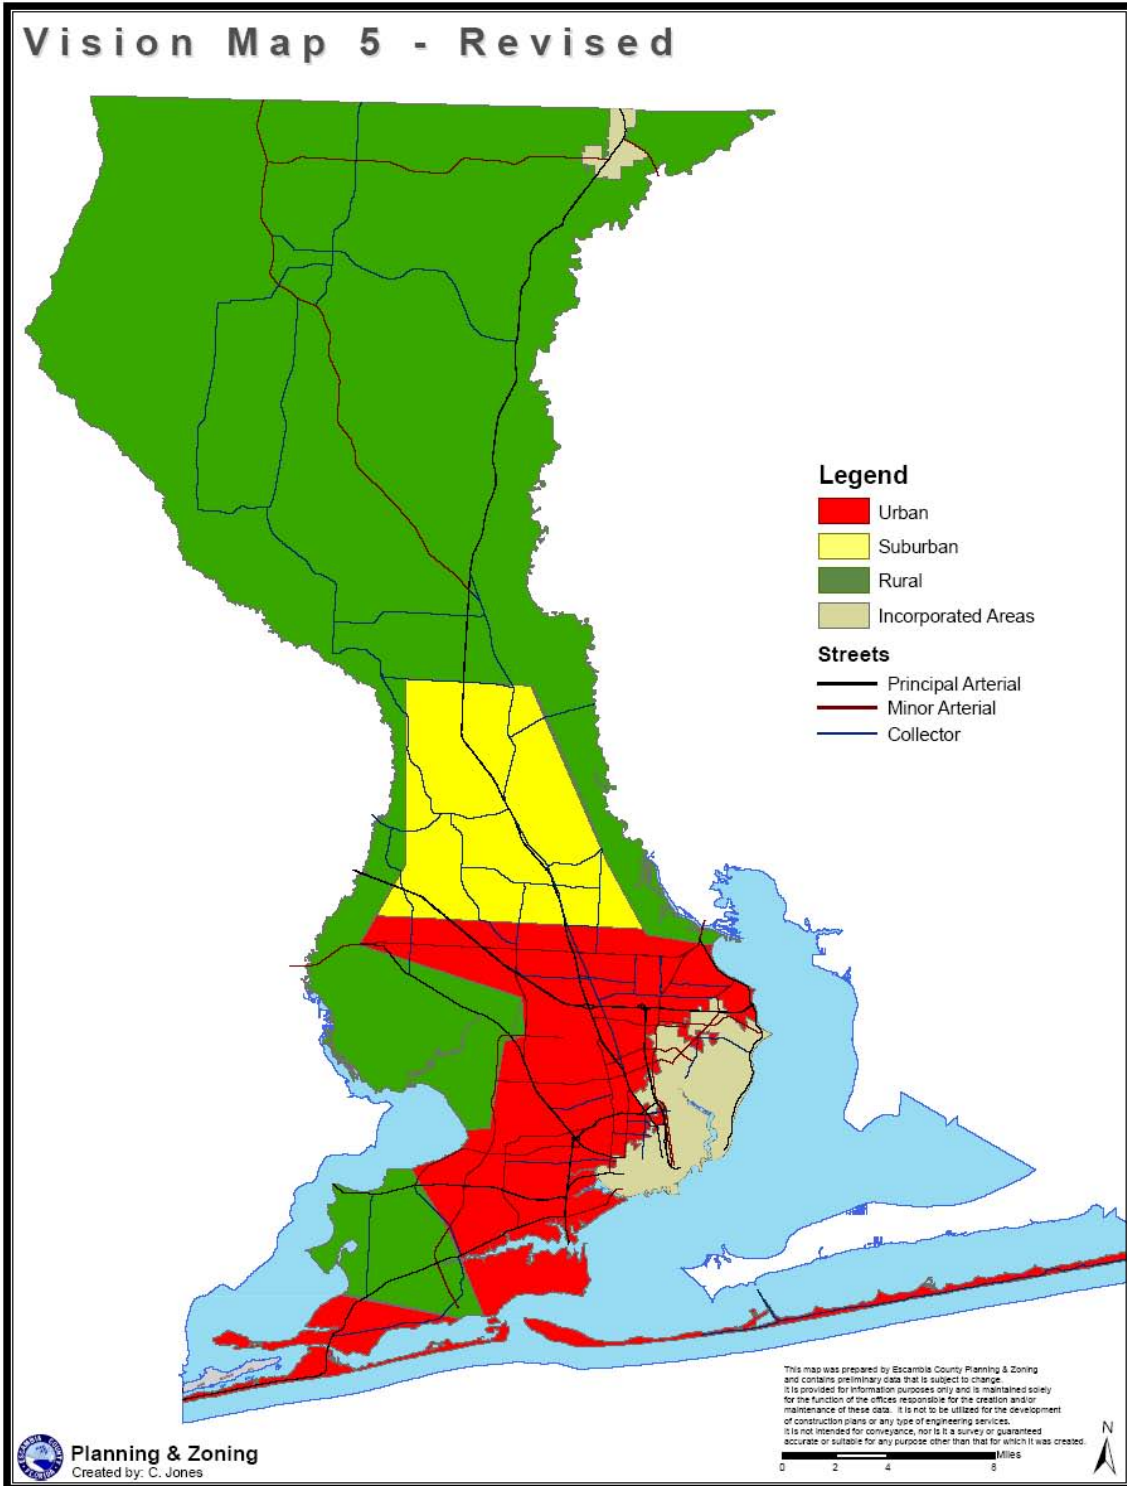 Vision Map 5 - Revised
Legend
Urban
Suburban
Rural
Incorporated Areas
Streets
Principal Arterial
Minor Arterial
Collector
This map was prepared by Escambia County Planning & Zoning
and contains preliminary data that is subject to change.
It is provided for information purposes only and is maintained solely
for the function of the offices responsible for the creation and/or
maintenance of these data. It is not to be utilized for the development
of construction plans or any type of engineering services.
It is not intended for conveyance, nor is it a survey or guaranteed
accurate or suitable for any purpose other than that for which it was created.
N
Miles
0 2 4 8
ESCAMBIA COUNTY
FLORIDA
Planning & Zoning
Created by: C. Jones